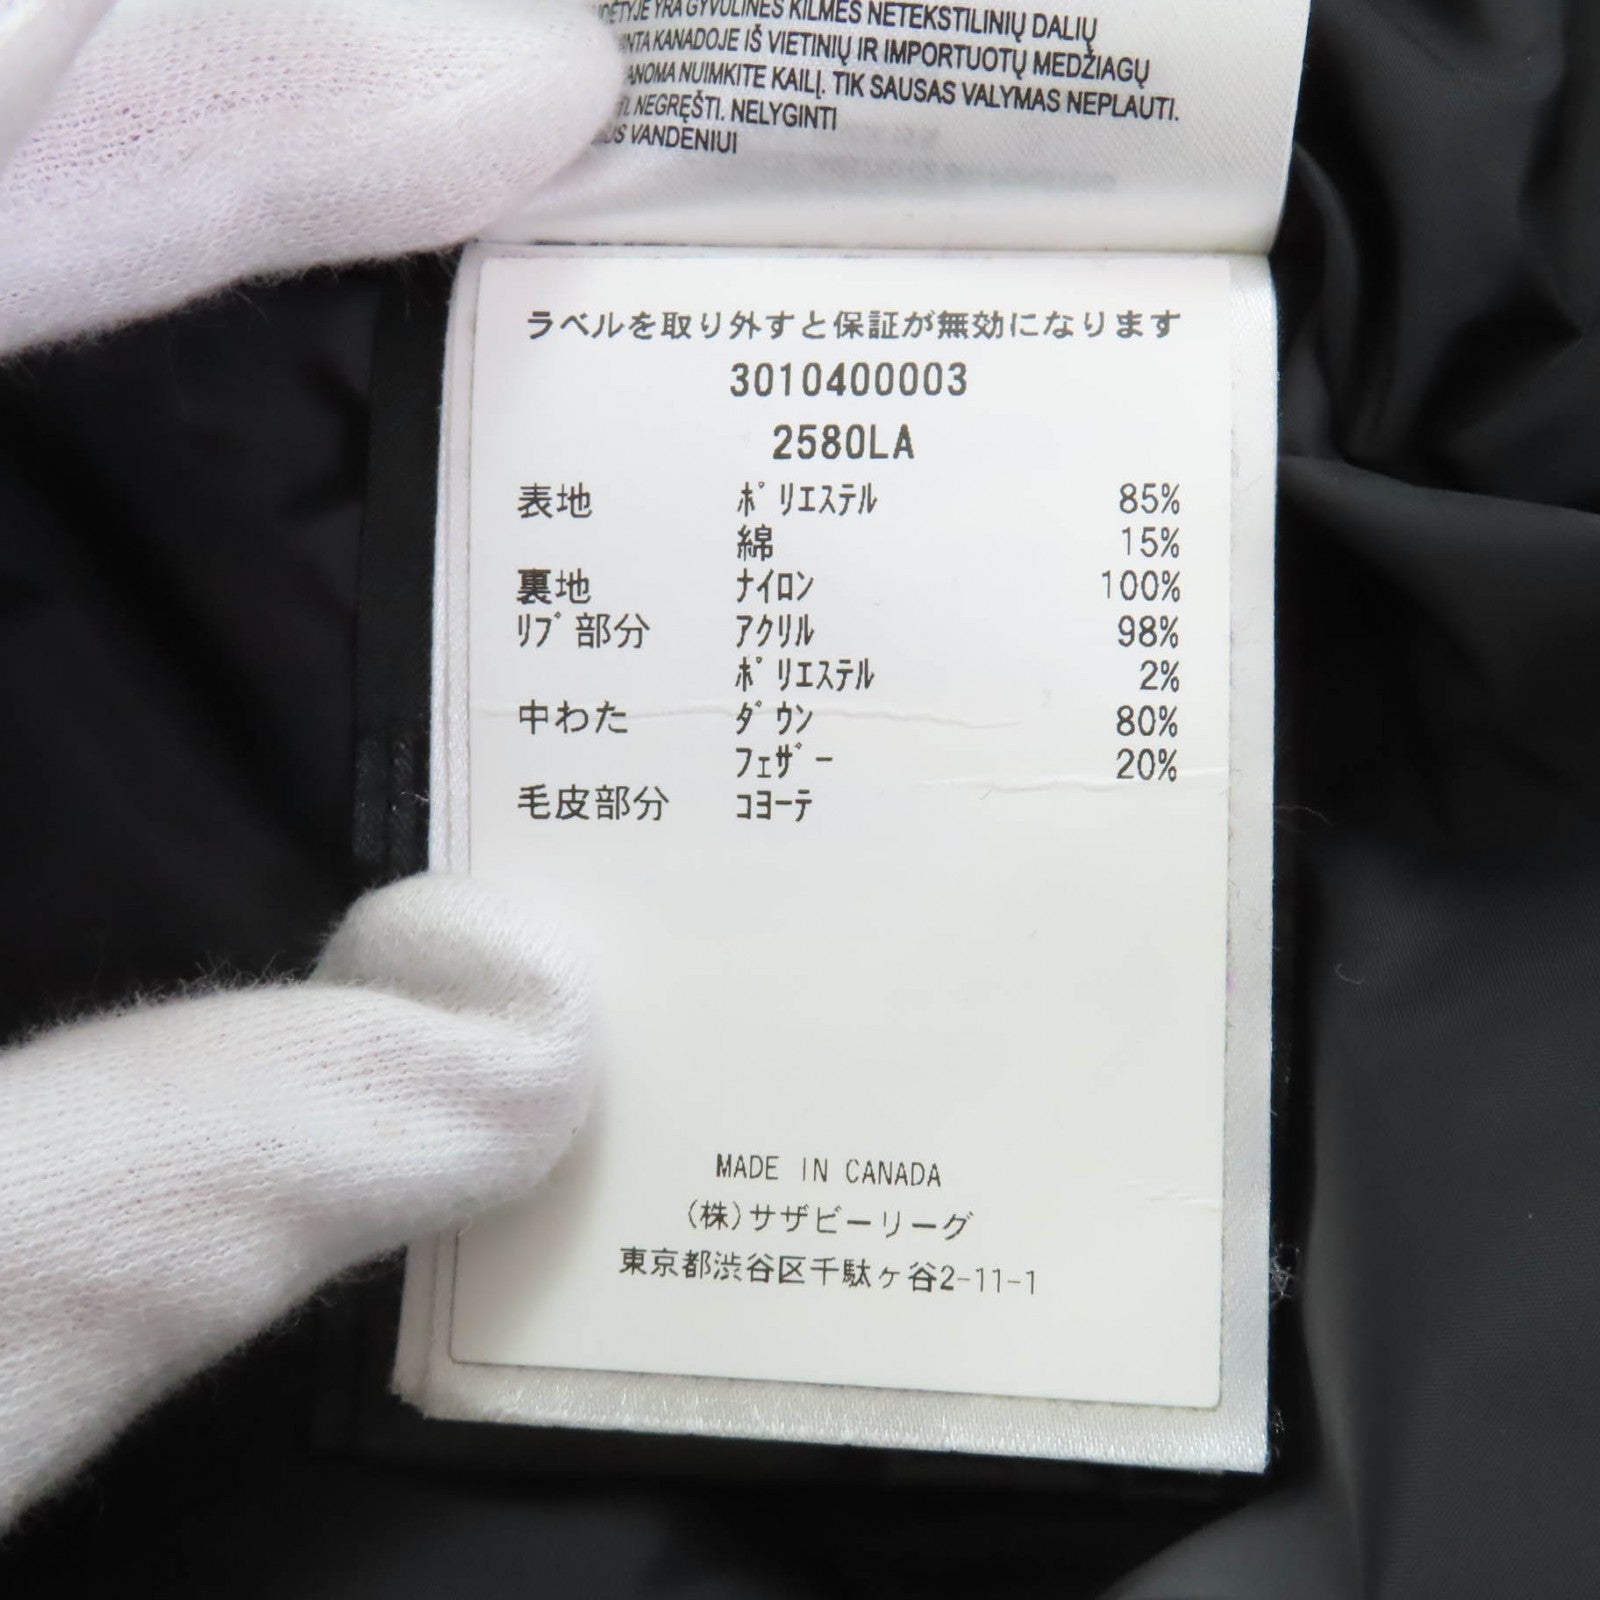 YRA GYVULINĖS KILMĖS NETEKSTILINIŲ DALIŲ
KANADOJE IŠ VIETINIŲ IR IMPORTUOTŲ MEDŽIAGŲ
NUIMKITE KAILĮ. TIK SAUSAS VALYMAS NEPLAUTI.
NEGRĘŠTI. NELYGINTI
VANDENIUI
ラベルを取り外すと保証が無効になります
3010400003
2580LA
表地 ポリエステル 85%
綿 15%
裏地 ナイロン 100%
リブ部分 アクリル 98%
ポリエステル 2%
中わた ダウン 80%
フェザー 20%
毛皮部分 コヨーテ
MADE IN CANADA
(株)サザビーリーグ
東京都渋谷区千駄ヶ谷2-11-1